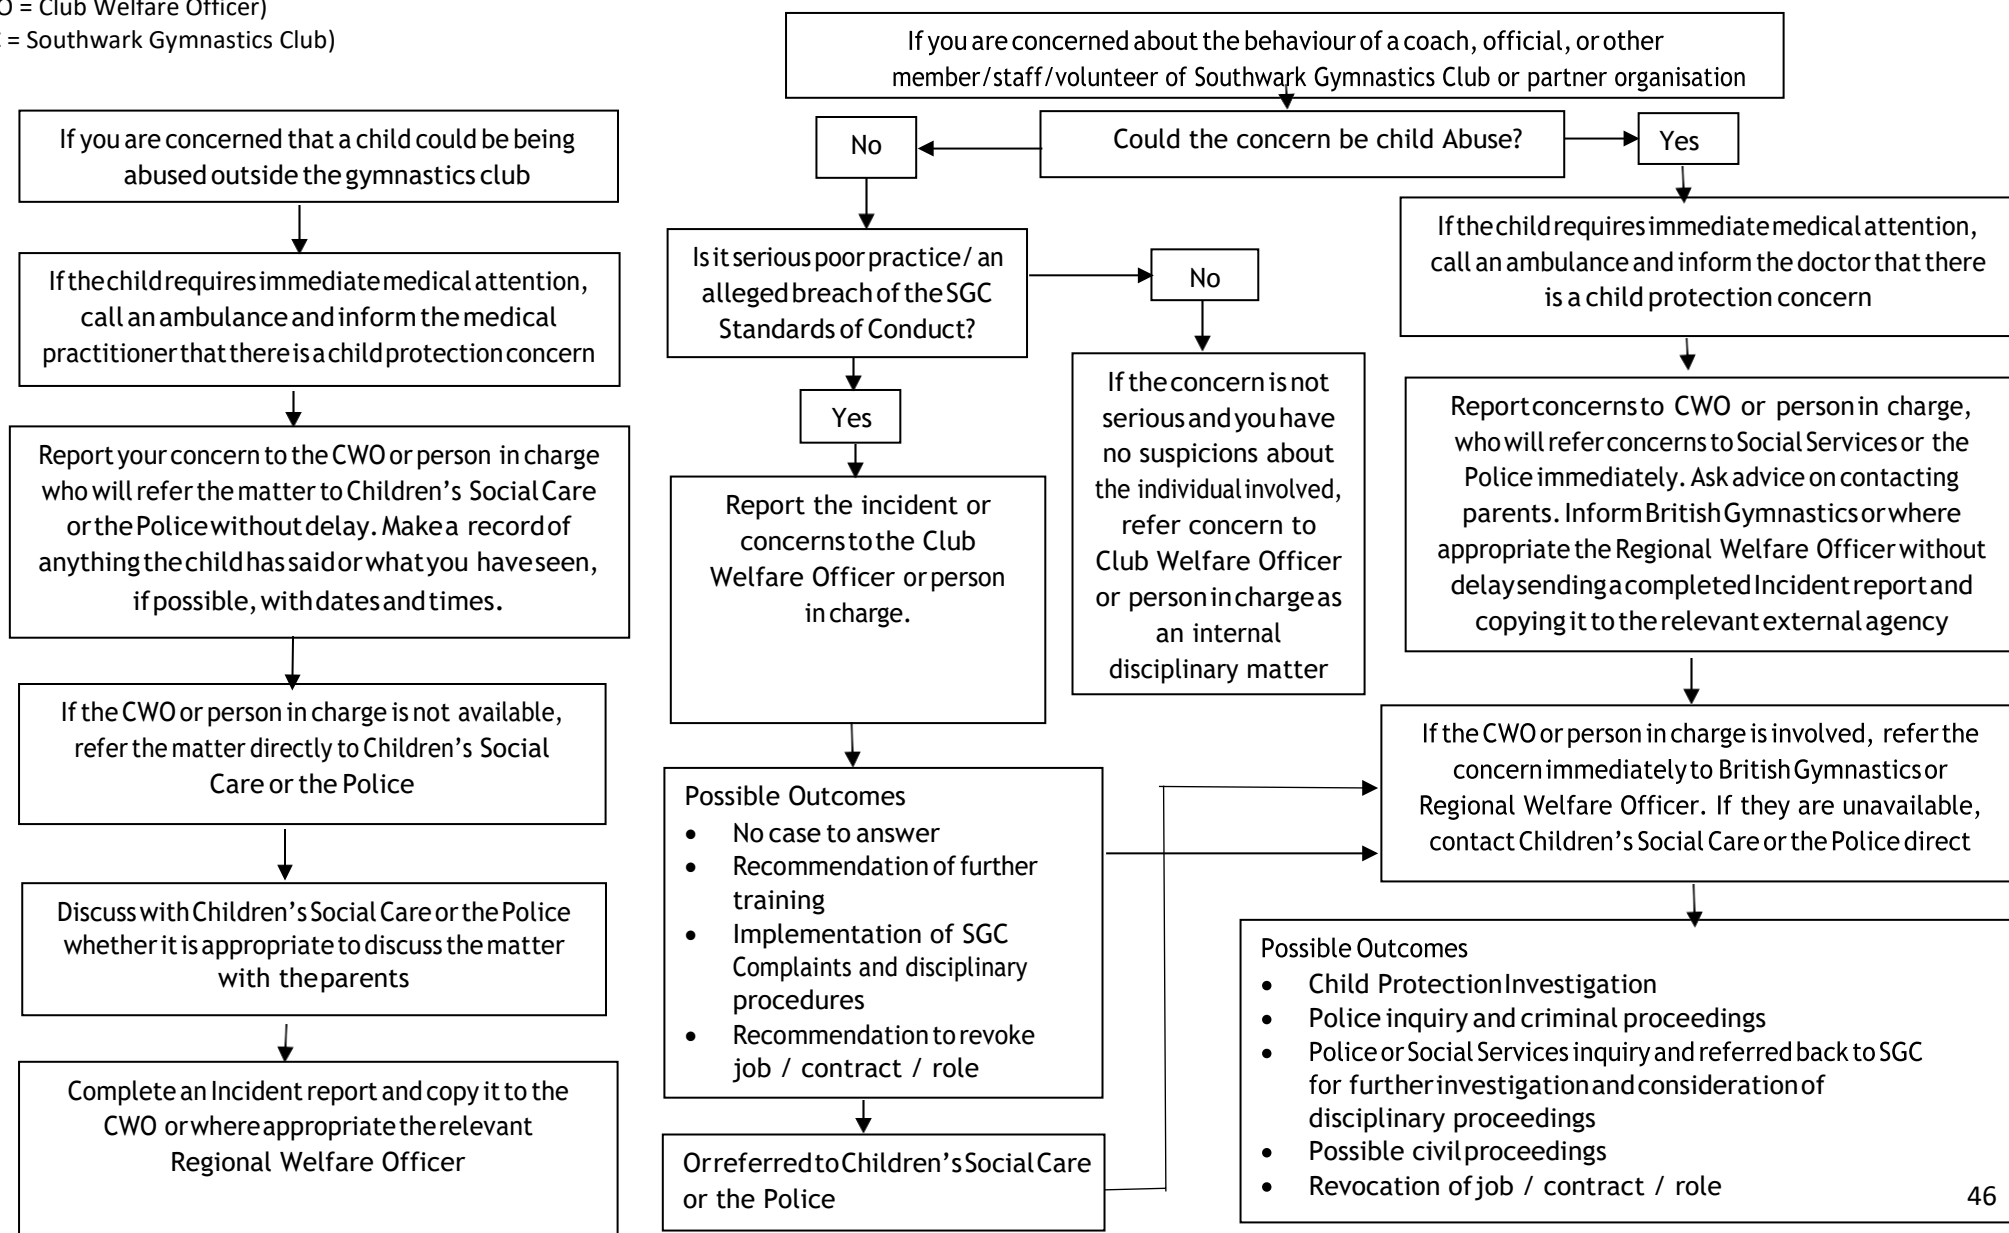 O = Club Welfare Officer)
= Southwark Gymnastics Club)
If you are concerned that a child could be being
abused outside the gymnastics club
If the child requires immediate medical attention,
call an ambulance and inform the medical
practitioner that there is a child protection concern
Report your concern to the CWO or person in charge
who will refer the matter to Children's Social Care
or the Police without delay. Make a record of
anything the child has said or what you have seen,
if possible, with dates and times.
If the CWO or person in charge is not available,
refer the matter directly to Children's Social
Care or the Police
Discuss with Children's Social Care or the Police
whether it is appropriate to discuss the matter
with the parents
Complete an Incident report and copy it to the
CWO or where appropriate the relevant
Regional Welfare Officer
If you are concerned about the behaviour of a coach, official, or other
member/staff/volunteer of Southwark Gymnastics Club or partner organisation
Could the concern be child Abuse?
No
Yes
Is it serious poor practice/ an
alleged breach of the SGC
Standards of Conduct?
No
Yes
If the concern is not
serious and you have
no suspicions about
the individual involved,
refer concern to
Club Welfare Officer
or person in charge as
an internal
disciplinary matter
Report the incident or
concerns to the Club
Welfare Officer or person
in charge.
Possible Outcomes
• No case to answer
• Recommendation of further
training
• Implementation of SGC
Complaints and disciplinary
procedures
• Recommendation to revoke
job / contract / role
Or referred to Children's Social Care
or the Police
If the child requires immediate medical attention,
call an ambulance and inform the doctor that there
is a child protection concern
Report concerns to CWO or person in charge,
who will refer concerns to Social Services or the
Police immediately. Ask advice on contacting
parents. Inform British Gymnastics or where
appropriate the Regional Welfare Officer without
delay sending a completed Incident report and
copying it to the relevant external agency
If the CWO or person in charge is involved, refer the
concern immediately to British Gymnastics or
Regional Welfare Officer. If they are unavailable,
contact Children's Social Care or the Police direct
Possible Outcomes
• Child Protection Investigation
• Police inquiry and criminal proceedings
• Police or Social Services inquiry and referred back to SGC
for further investigation and consideration of
disciplinary proceedings
• Possible civil proceedings
• Revocation of job / contract / role
46